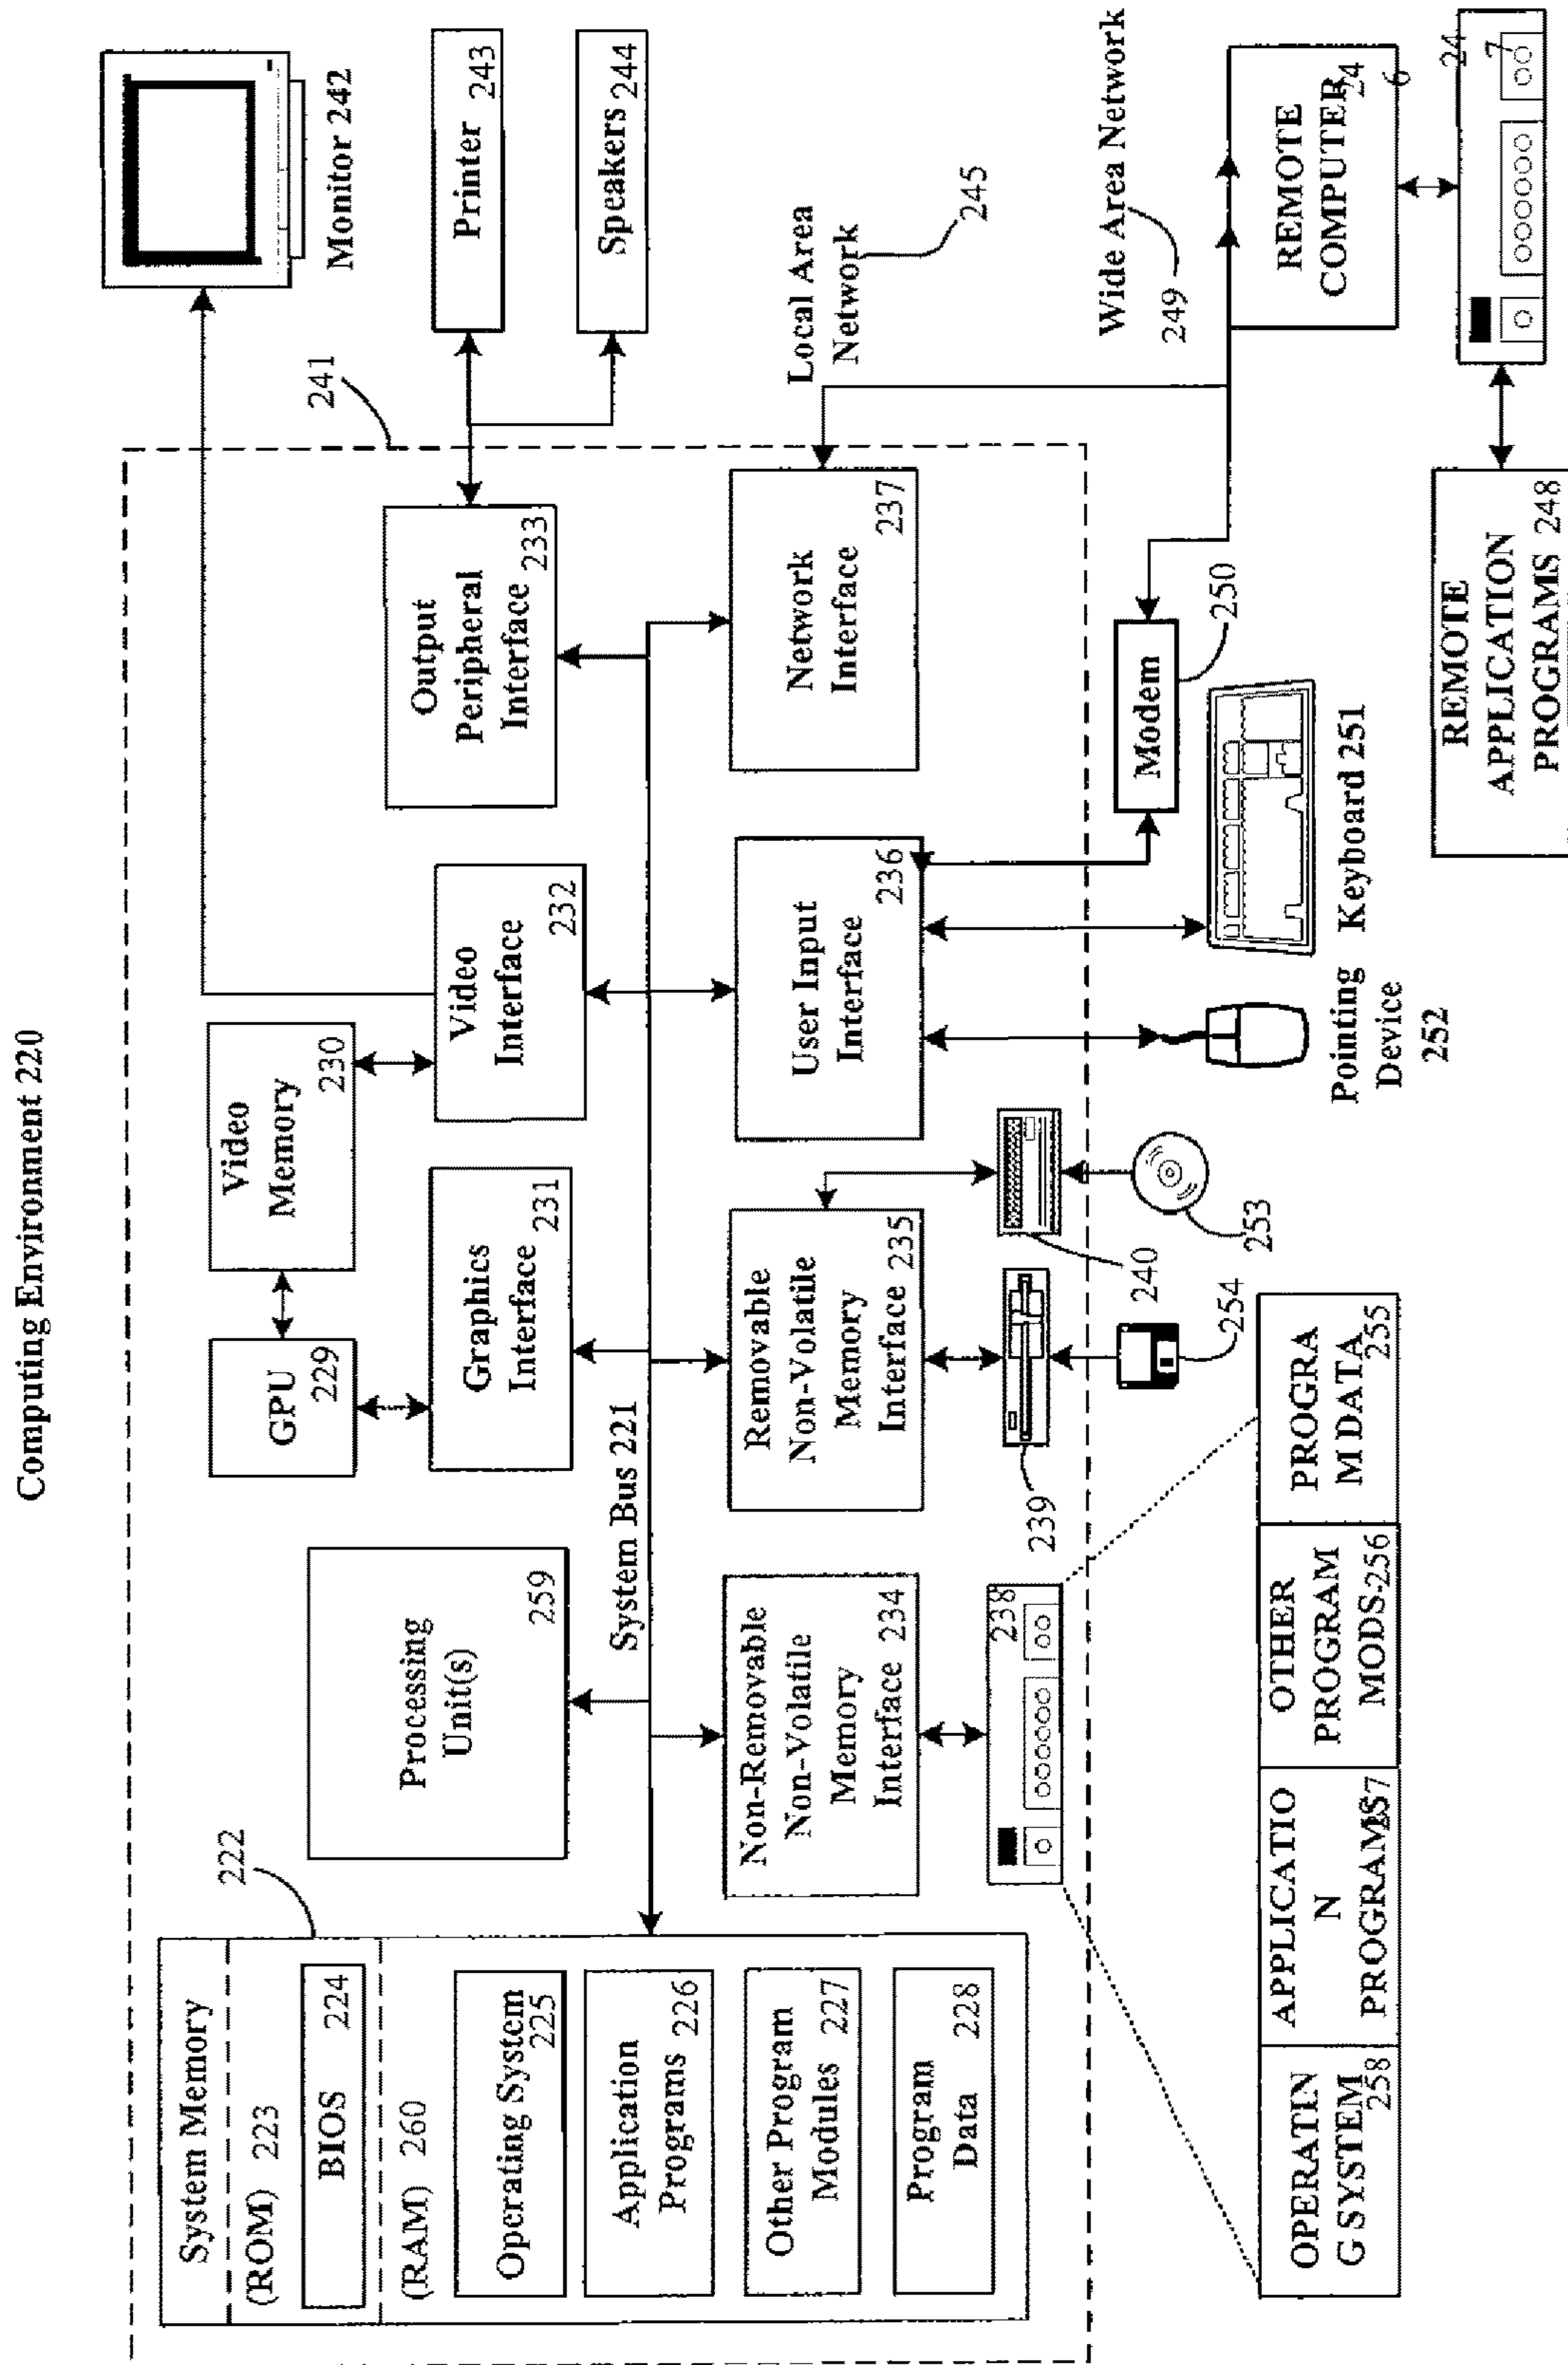 Computing Environment 220
241
222
System Memory
(ROM) 223
BIOS 224
(RAM) 260
Operating System
225
Application
Programs 226
Other Program
Modules 227
Program
Data 228
Processing
Unit(s)
259
GPU
229
Video
Memory
230
Graphics
Interface 231
Video
Interface
232
Output
Peripheral
Interface 233
System Bus 221
Non-Removable
Non-Volatile
Memory
Interface 234
Removable
Non-Volatile
Memory
Interface 235
User Input
Interface
236
Network
Interface
237
238
239
240
254
253
Monitor 242
Printer 243
Speakers 244
Local Area
Network
245
Wide Area Network
249
Modem
250
Keyboard 251
Pointing
Device
252
REMOTE
COMPUTER
24
6
24
7
REMOTE
APPLICATION
PROGRAMS 248
OPERATIN
G SYSTEM
258
APPLICATIO
N
PROGRAMS
257
OTHER
PROGRAM
MODS-256
PROGRA
M DATA
255